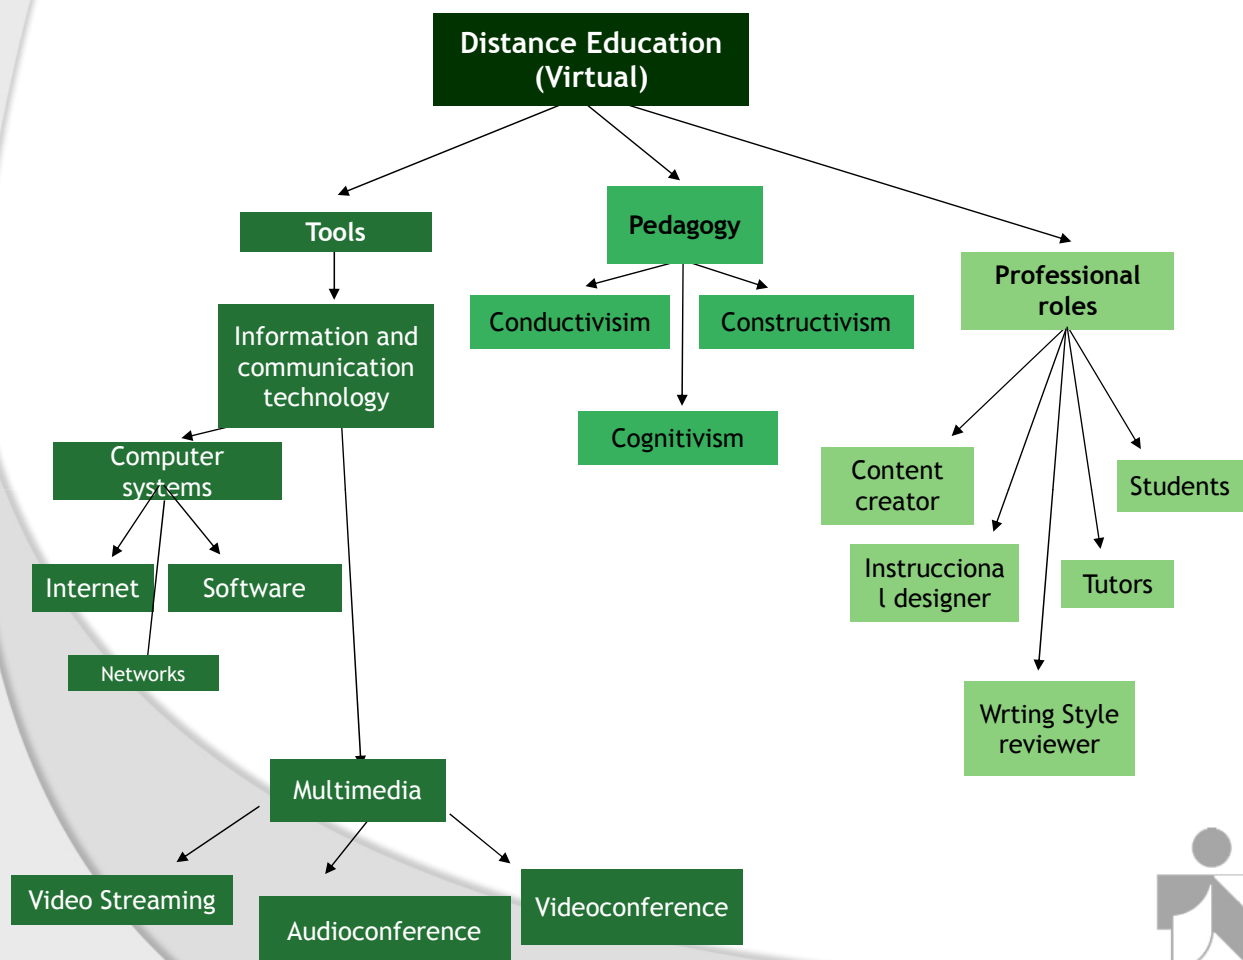 Distance Education
(Virtual)
Tools
Pedagogy
Professional
roles
Information and
communication
technology
Conductivisim
Constructivism
Cognitivism
Computer
systems
Content
creator
Students
Internet
Software
Instrucciona
l designer
Tutors
Networks
Wrting Style
reviewer
Multimedia
Video Streaming
Audioconference
Videoconference